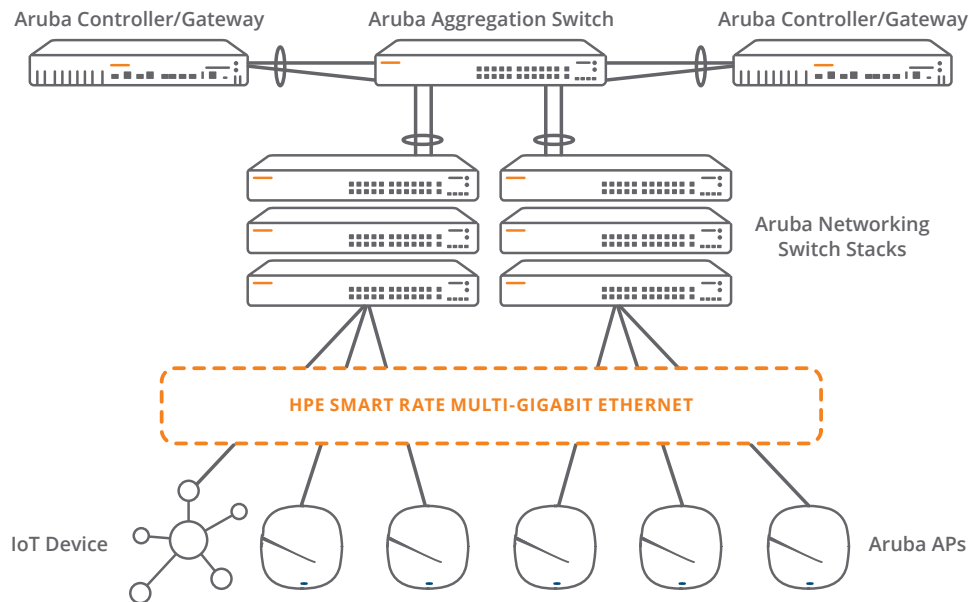 Aruba Controller/Gateway
Aruba Aggregation Switch
Aruba Controller/Gateway
Aruba Networking
Switch Stacks
HPE SMART RATE MULTI-GIGABIT ETHERNET
IoT Device
Aruba APs